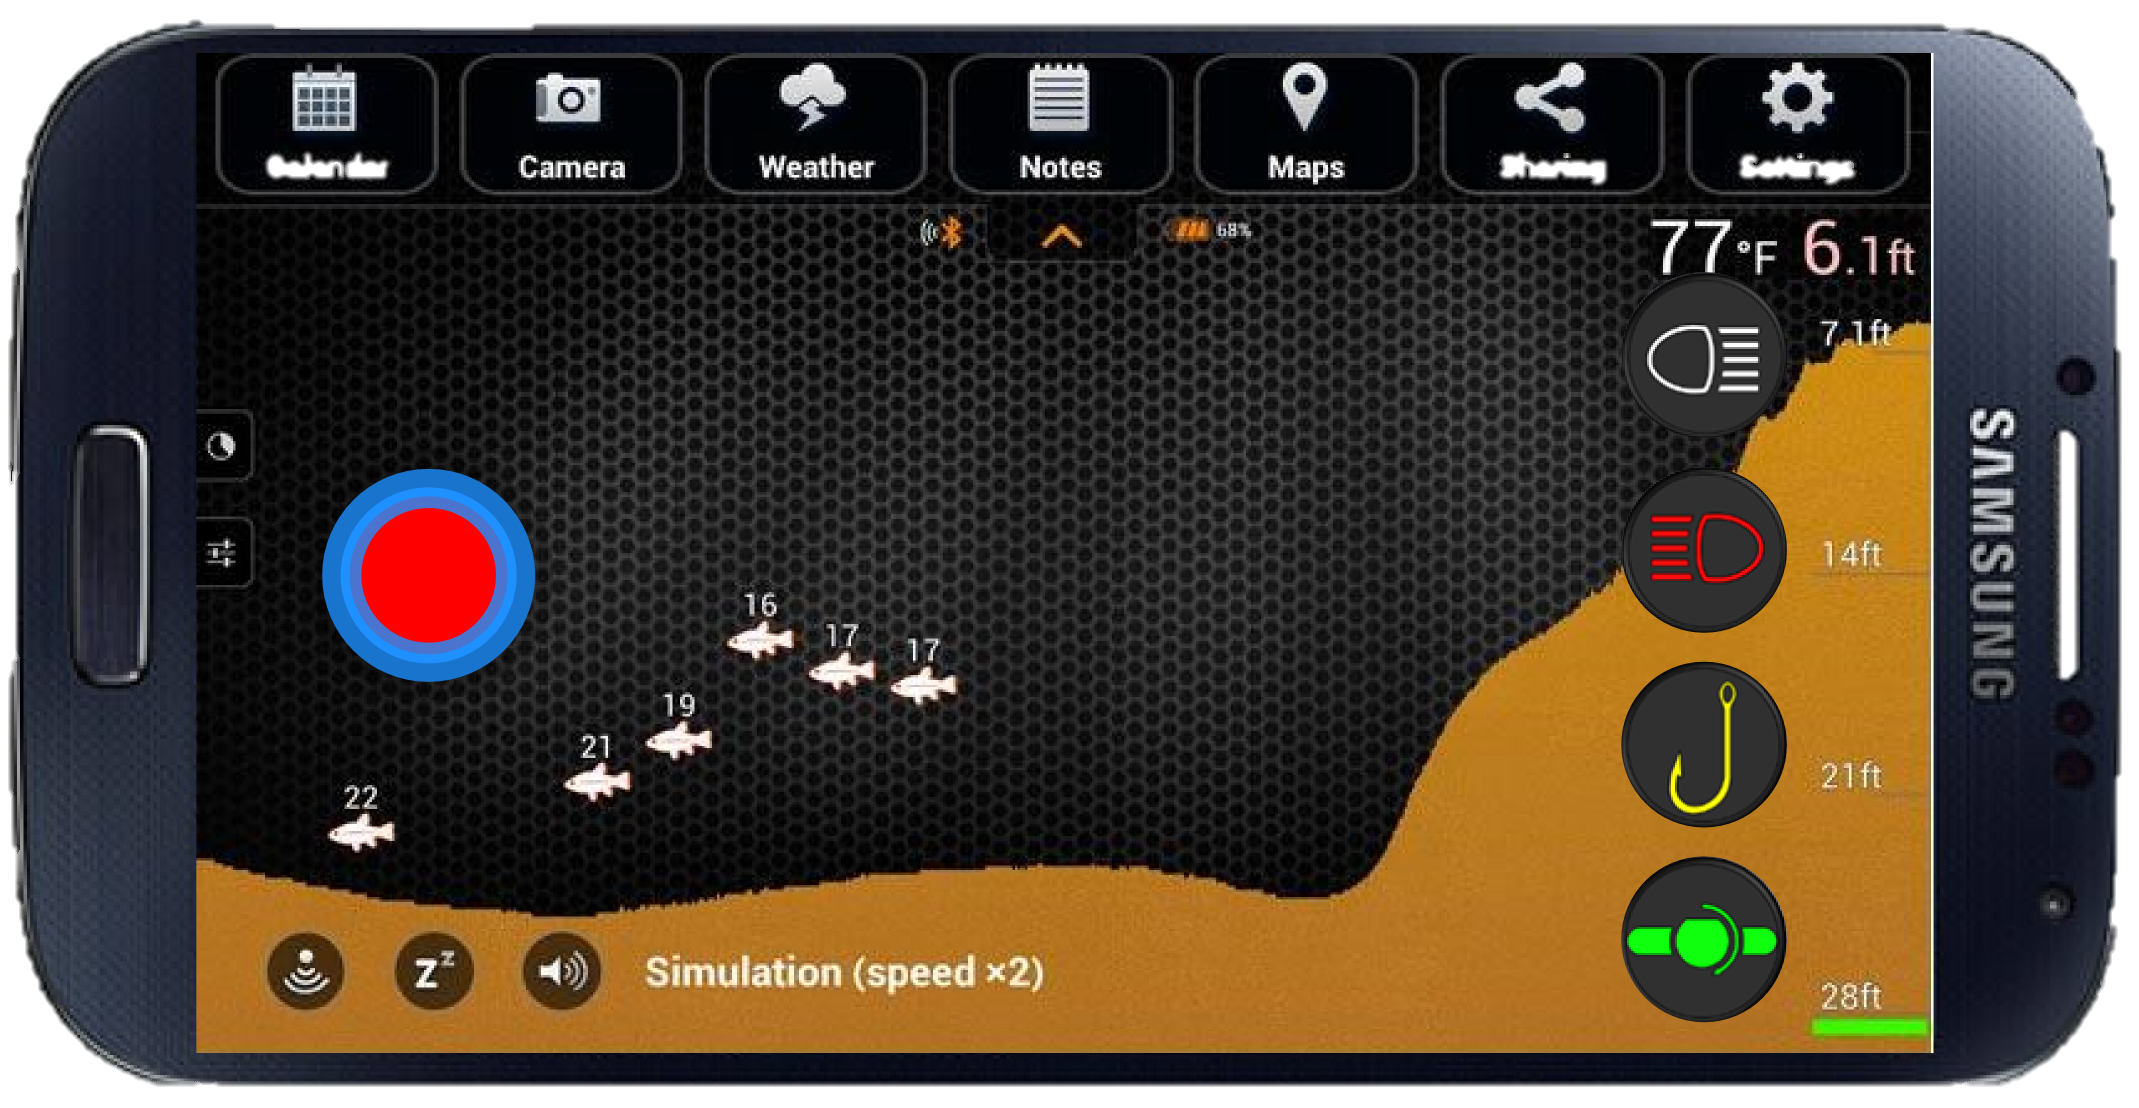 Calendar
Camera
Weather
Notes
Maps
Sharing
Settings
68%
77°F 6.1ft
7.1ft
14ft
16
17
17
19
21
21ft
22
Z z
Simulation (speed ×2)
28ft
SAMSUNG